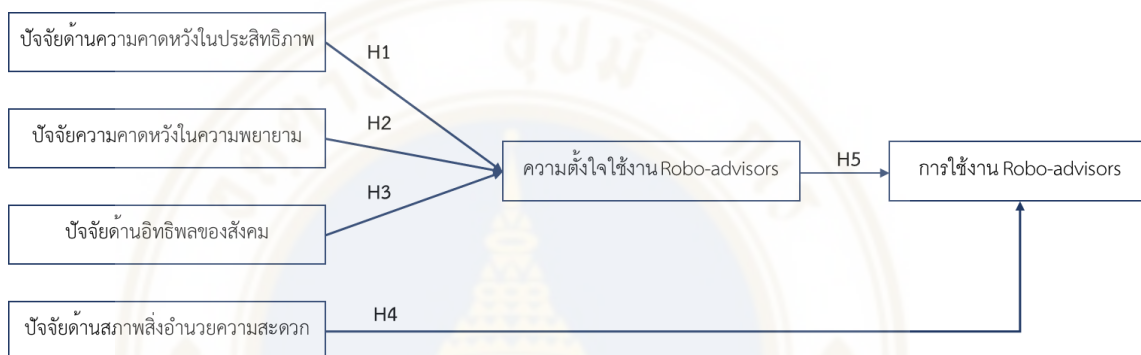 ปัจจัยด้านความคาดหวังในประสิทธิภาพ
H1
ปัจจัยความคาดหวังในความพยายาม
H2
ความตั้งใจใช้งาน Robo-advisors
H5
การใช้งาน Robo-advisors
H3
ปัจจัยด้านอิทธิพลของสังคม
H4
ปัจจัยด้านสภาพสิ่งอำนวยความสะดวก